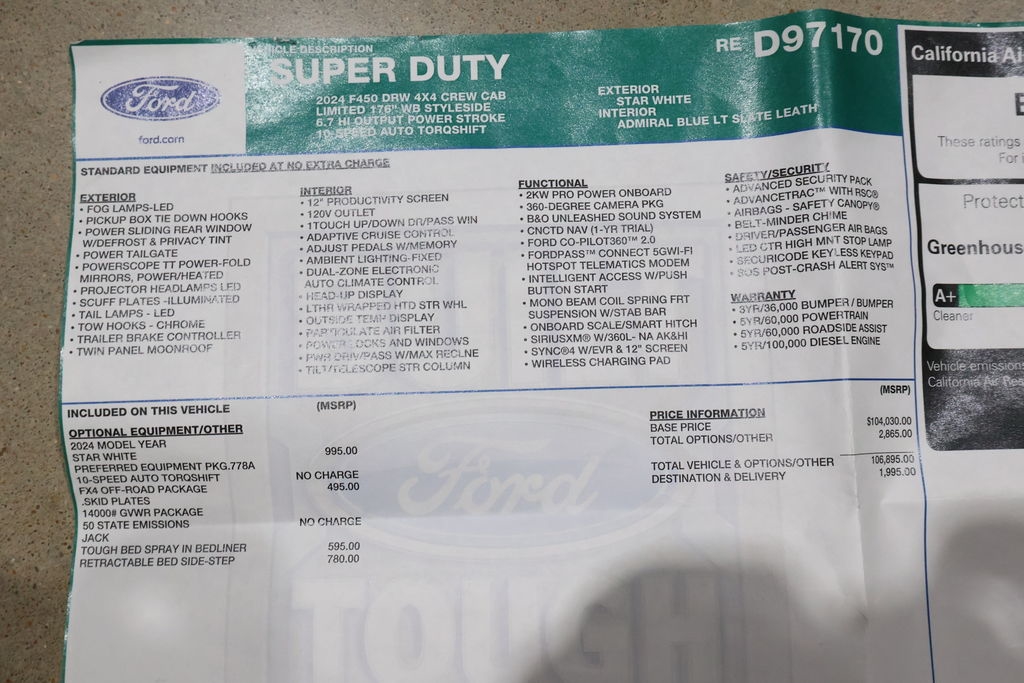 Ford
ford.com
VEHICLE DESCRIPTION
SUPER DUTY
2024 F450 DRW 4X4 CREW CAB
LIMITED 176" WB STYLESIDE
6.7 HI OUTPUT POWER STROKE
10-SPEED AUTO TORQSHIFT
EXTERIOR
STAR WHITE
INTERIOR
ADMIRAL BLUE LT SLATE LEATH
RE D97170
STANDARD EQUIPMENT INCLUDED AT NO EXTRA CHARGE
EXTERIOR
• FOG LAMPS-LED
• PICKUP BOX TIE DOWN HOOKS
• POWER SLIDING REAR WINDOW
W/DEFROST & PRIVACY TINT
• POWER TAILGATE
• POWERSCOPE TT POWER-FOLD
MIRRORS, POWER/HEATED
• PROJECTOR HEADLAMPS LED
• SCUFF PLATES -ILLUMINATED
• TAIL LAMPS - LED
• TOW HOOKS - CHROME
• TRAILER BRAKE CONTROLLER
• TWIN PANEL MOONROOF
INTERIOR
• 12" PRODUCTIVITY SCREEN
• 120V OUTLET
• 1TOUCH UP/DOWN DR/PASS WIN
• ADAPTIVE CRUISE CONTROL
• ADJUST PEDALS W/MEMORY
• AMBIENT LIGHTING-FIXED
• DUAL-ZONE ELECTRONIC
AUTO CLIMATE CONTROL
• HEAD-UP DISPLAY
• LTHR WRAPPED HTD STR WHL
• OUTSIDE TEMP DISPLAY
• PARTICULATE AIR FILTER
• POWER LOCKS AND WINDOWS
• PWR DRIV/PASS W/MAX RECLNE
• TILT/TELESCOPE STR COLUMN
FUNCTIONAL
• 2KW PRO POWER ONBOARD
• 360-DEGREE CAMERA PKG
• B&O UNLEASHED SOUND SYSTEM
• CNCTD NAV (1-YR TRIAL)
• FORD CO-PILOT360™ 2.0
• FORDPASS™ CONNECT 5GWI-FI
HOTSPOT TELEMATICS MODEM
• INTELLIGENT ACCESS W/PUSH
BUTTON START
• MONO BEAM COIL SPRING FRT
SUSPENSION W/STAB BAR
• ONBOARD SCALE/SMART HITCH
• SIRIUSXM® W/360L- NA AK&HI
• SYNC®4 W/EVR & 12" SCREEN
• WIRELESS CHARGING PAD
SAFETY/SECURITY
• ADVANCED SECURITY PACK
• ADVANCETRAC™ WITH RSC®
• AIRBAGS - SAFETY CANOPY®
• BELT-MINDER CHIME
• DRIVER/PASSENGER AIR BAGS
• LED CTR HIGH MNT STOP LAMP
• SECURICODE KEYLESS KEYPAD
• SOS POST-CRASH ALERT SYS™
WARRANTY
• 3YR/36,000 BUMPER / BUMPER
• 5YR/60,000 POWERTRAIN
• 5YR/60,000 ROADSIDE ASSIST
• 5YR/100,000 DIESEL ENGINE
INCLUDED ON THIS VEHICLE
(MSRP)
OPTIONAL EQUIPMENT/OTHER
2024 MODEL YEAR
STAR WHITE 995.00
PREFERRED EQUIPMENT PKG.778A
10-SPEED AUTO TORQSHIFT NO CHARGE
FX4 OFF-ROAD PACKAGE 495.00
.SKID PLATES
14000# GVWR PACKAGE
50 STATE EMISSIONS NO CHARGE
JACK
TOUGH BED SPRAY IN BEDLINER 595.00
RETRACTABLE BED SIDE-STEP 780.00
(MSRP)
PRICE INFORMATION
BASE PRICE $104,030.00
TOTAL OPTIONS/OTHER 2,865.00
TOTAL VEHICLE & OPTIONS/OTHER 106,895.00
DESTINATION & DELIVERY 1,995.00
Ford
TOUGH
California Ai
E
These ratings
For
Protect
Greenhous
A+
Cleaner
Vehicle emissions
California Air Res